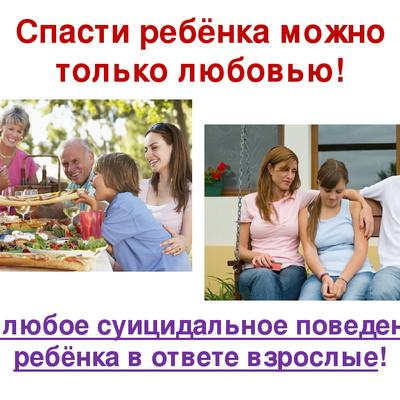 Спасти ребёнка можно
только любовью!
любое суицидальное
ребёнка в ответе взрослые!